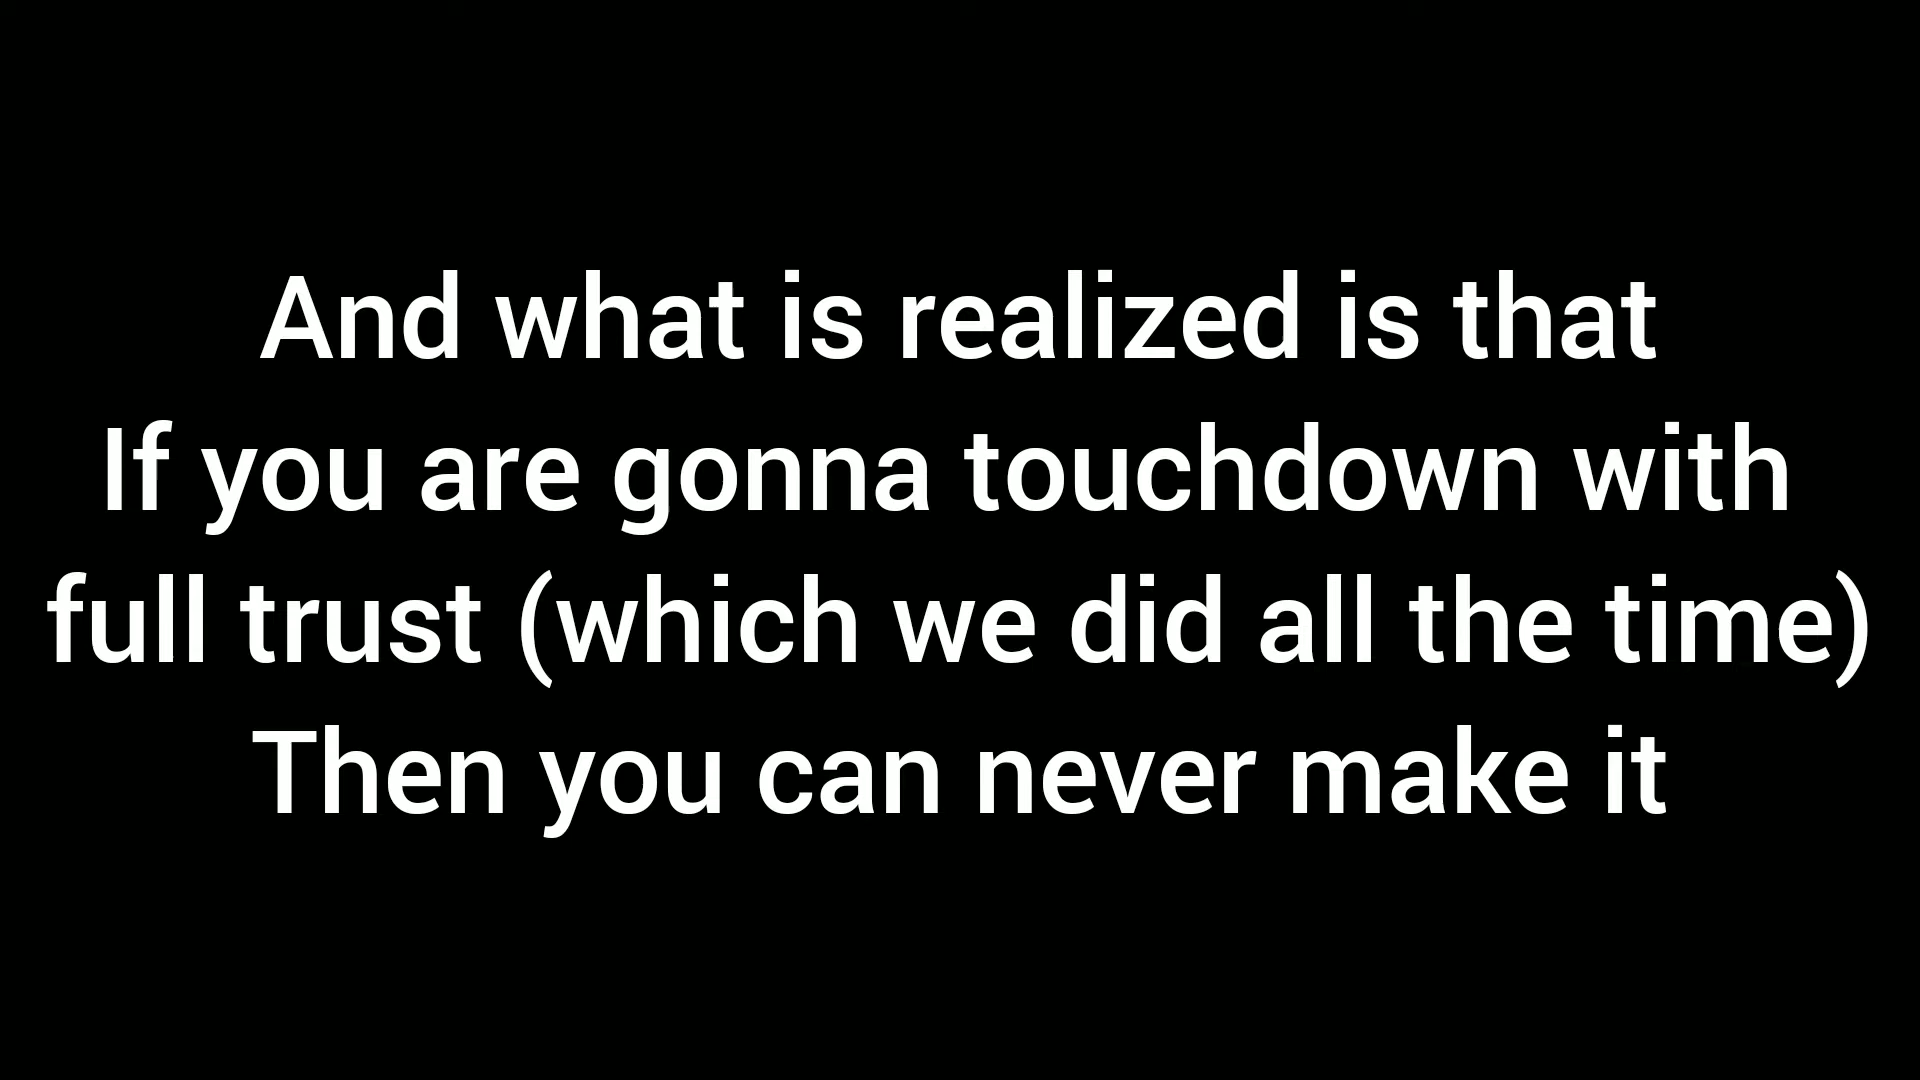 And what is realized is that
If you are gonna touchdown with
full trust (which we did all the time)
Then you can never make it